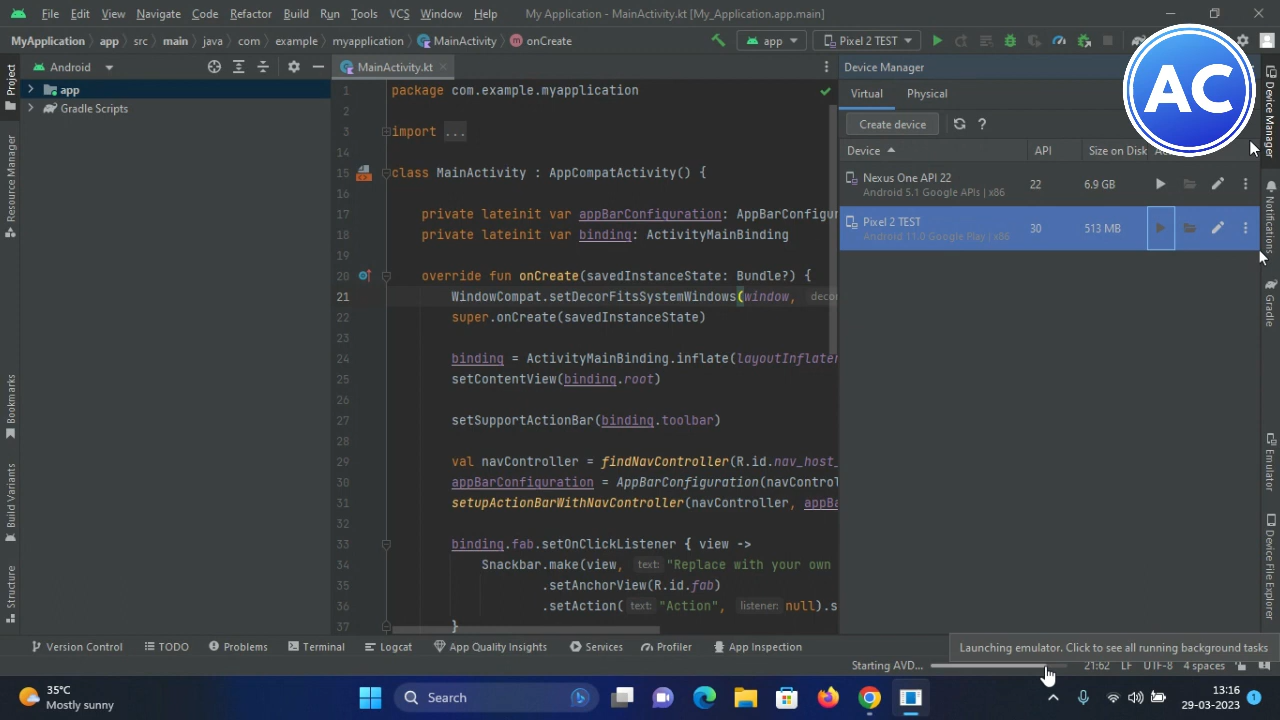 File Edit View Navigate Code Refactor Build Run Tools VCS Window Help My Application - MainActivity.kt [My_Application.app.main]
MyApplication app src main java com example myapplication MainActivity onCreate app Pixel 2 TEST
AC
Project
Resource Manager
Bookmarks
Build Variants
Structure
Android
app
Gradle Scripts
MainActivity.kt
1 package com.example.myapplication
2
3 import ...
14
15 class MainActivity : AppCompatActivity() {
16
17 private lateinit var appBarConfiguration: AppBarConfigur
18 private lateinit var binding: ActivityMainBinding
19
20 override fun onCreate(savedInstanceState: Bundle?) {
21 WindowCompat.setDecorFitsSystemWindows(window, decor
22 super.onCreate(savedInstanceState)
23
24 binding = ActivityMainBinding.inflate(layoutInflater
25 setContentView(binding.root)
26
27 setSupportActionBar(binding.toolbar)
28
29 val navController = findNavController(R.id.nav_host_
30 appBarConfiguration = AppBarConfiguration(navControl
31 setupActionBarWithNavController(navController, appBa
32
33 binding.fab.setOnClickListener { view ->
34 Snackbar.make(view, text: "Replace with your own
35 .setAnchorView(R.id.fab)
36 .setAction(text: "Action", listener: null).s
37 }
Device Manager
Virtual Physical
Create device ?
Device API Size on Disk
Nexus One API 22 22 6.9 GB
Android 5.1 Google APIs | x86
Pixel 2 TEST 30 513 MB
Android 11.0 Google Play | x86
Device Manager
Notifications
Gradle
Emulator
Device File Explorer
Version Control TODO Problems Terminal Logcat App Quality Insights Services Profiler App Inspection
Launching emulator. Click to see all running background tasks
Starting AVD... 21:62 LF UTF-8 4 spaces
35°C
Mostly sunny
Search
13:16
29-03-2023
1